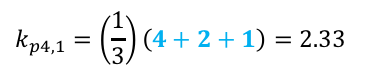 k_{p4,1} = (1/3) (4 + 2 + 1) = 2.33